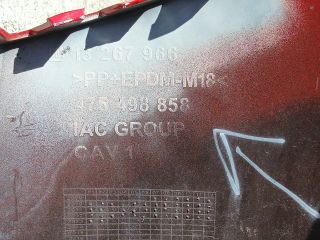 13 267 966
>PP+EPDM-M18<
475 498 858
IAC GROUP
CAV 1